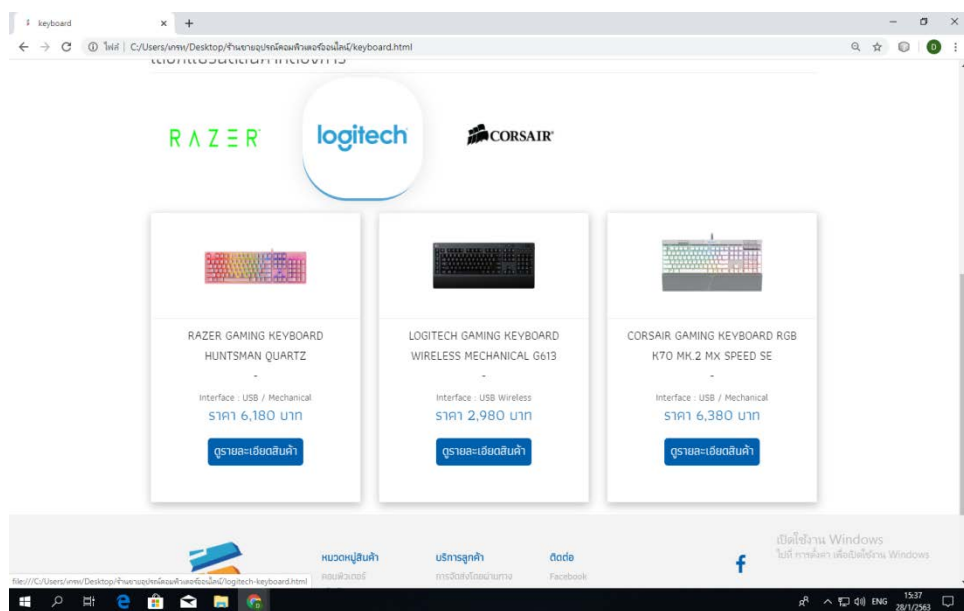 keyboard
ไฟล์ | C:/Users/เกรท/Desktop/ร้านขายอุปกรณ์คอมพิวเตอร์ออนไลน์/keyboard.html
D
RAZER
logitech
CORSAIR
RAZER GAMING KEYBOARD
HUNTSMAN QUARTZ
-
Interface : USB / Mechanical
ราคา 6,180 บาท
ดูรายละเอียดสินค้า
LOGITECH GAMING KEYBOARD
WIRELESS MECHANICAL G613
-
Interface : USB Wireless
ราคา 2,980 บาท
ดูรายละเอียดสินค้า
CORSAIR GAMING KEYBOARD RGB
K70 MK.2 MX SPEED SE
-
Interface : USB / Mechanical
ราคา 6,380 บาท
ดูรายละเอียดสินค้า
หมวดหมู่สินค้า
คอมพิวเตอร์
บริการลูกค้า
การจัดส่งโดยผ่านทาง
ติดต่อ
Facebook
f
เปิดใช้งาน Windows
ไปที่ การตั้งค่า เพื่อเปิดใช้งาน Windows
file:///C:/Users/เกรท/Desktop/ร้านขายอุปกรณ์คอมพิวเตอร์ออนไลน์/logitech-keyboard.html
ENG
15:37
28/1/2563